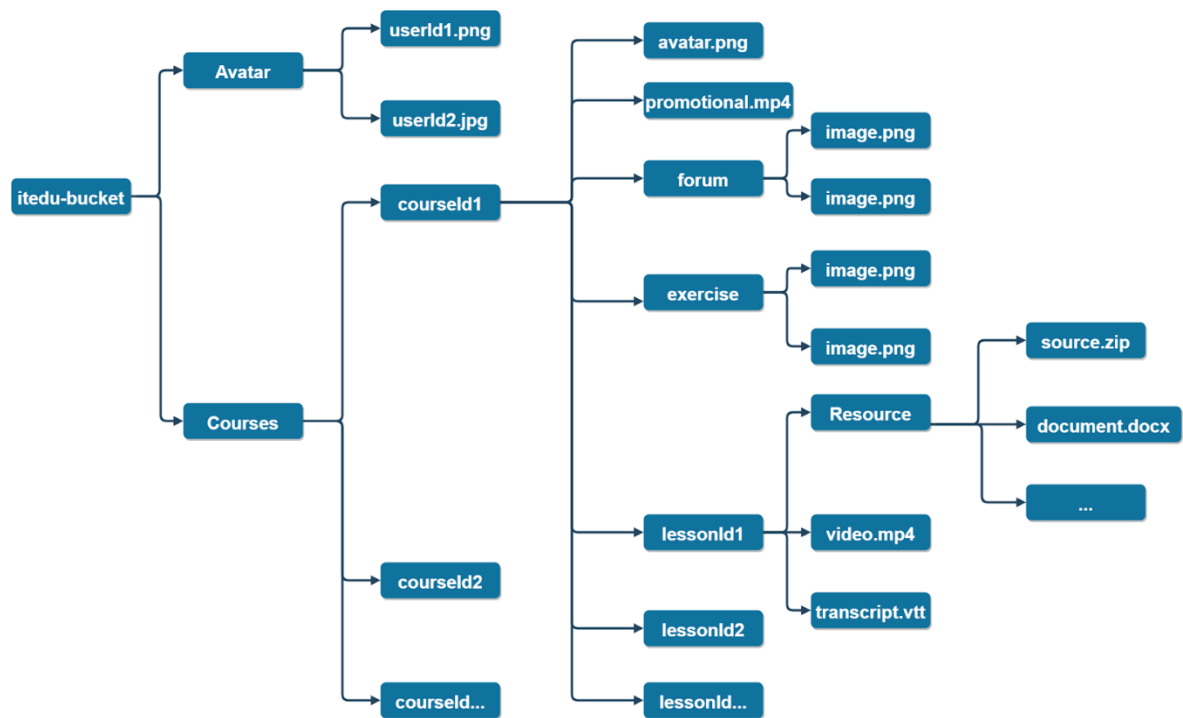 userId1.png
avatar.png
Avatar
promotional.mp4
userId2.jpg
image.png
forum
itedu-bucket
courseId1
image.png
image.png
exercise
image.png
source.zip
Resource
Courses
document.docx
...
lessonId1
video.mp4
courseId2
transcript.vtt
lessonId2
courseId...
lessonId...